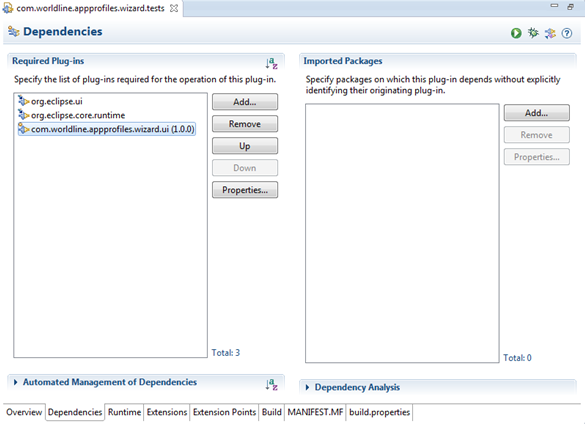 com.worldline.appprofiles.wizard.tests
Dependencies
Required Plug-ins
Specify the list of plug-ins required for the operation of this plug-in.
org.eclipse.ui
org.eclipse.core.runtime
com.worldline.appprofiles.wizard.ui (1.0.0)
Add...
Remove
Up
Down
Properties...
Total: 3
Imported Packages
Specify packages on which this plug-in depends without explicitly
identifying their originating plug-in.
Add...
Remove
Properties...
Total: 0
Automated Management of Dependencies
Dependency Analysis
Overview Dependencies Runtime Extensions Extension Points Build MANIFEST.MF build.properties